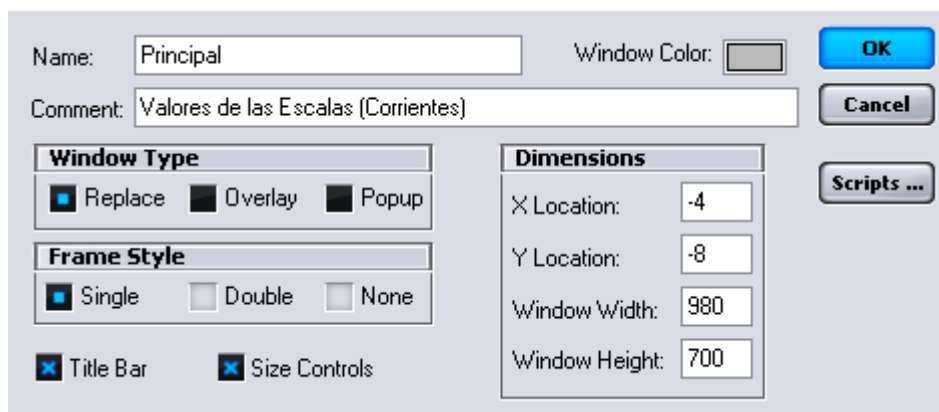 Name: Principal Window Color: OK
Comment: Valores de las Escalas (Corrientes) Cancel
Window Type
Replace Overlay Popup
Frame Style
Single Double None
Title Bar Size Controls
Dimensions
X Location: -4
Y Location: -8
Window Width: 980
Window Height: 700
Scripts ...